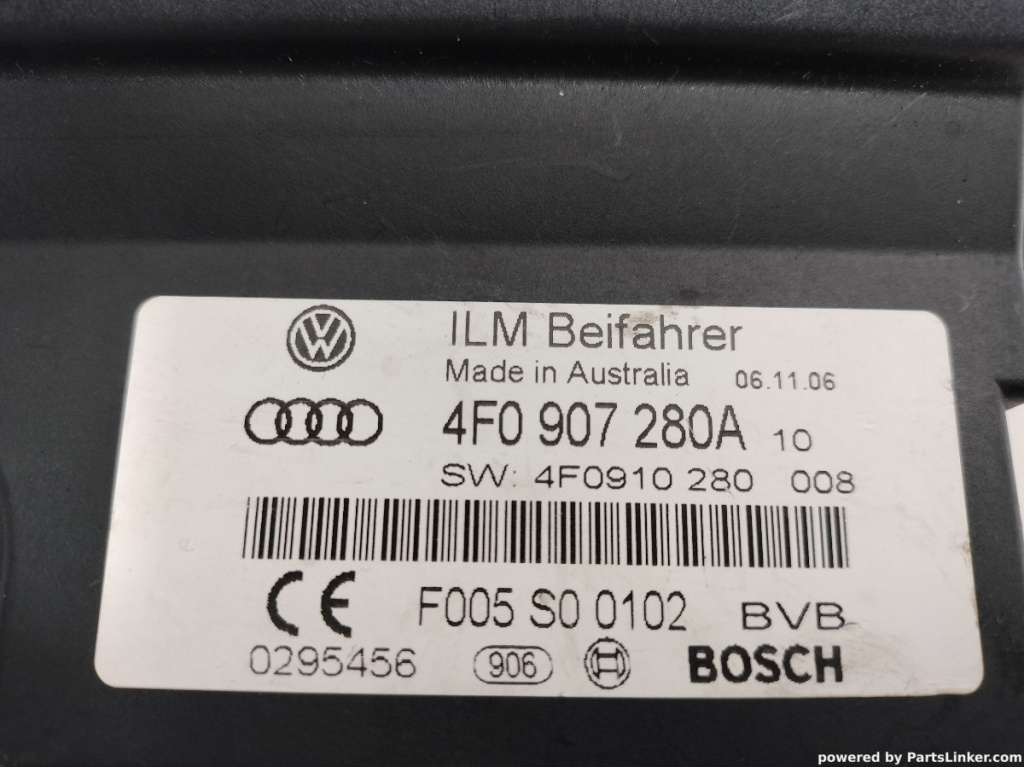 ILM Beifahrer
Made in Australia 06.11.06
4F0 907 280A 10
SW: 4F0910 280 008
CE F005 S0 0102 BVB
0295456 906 BOSCH
powered by PartsLinker.com